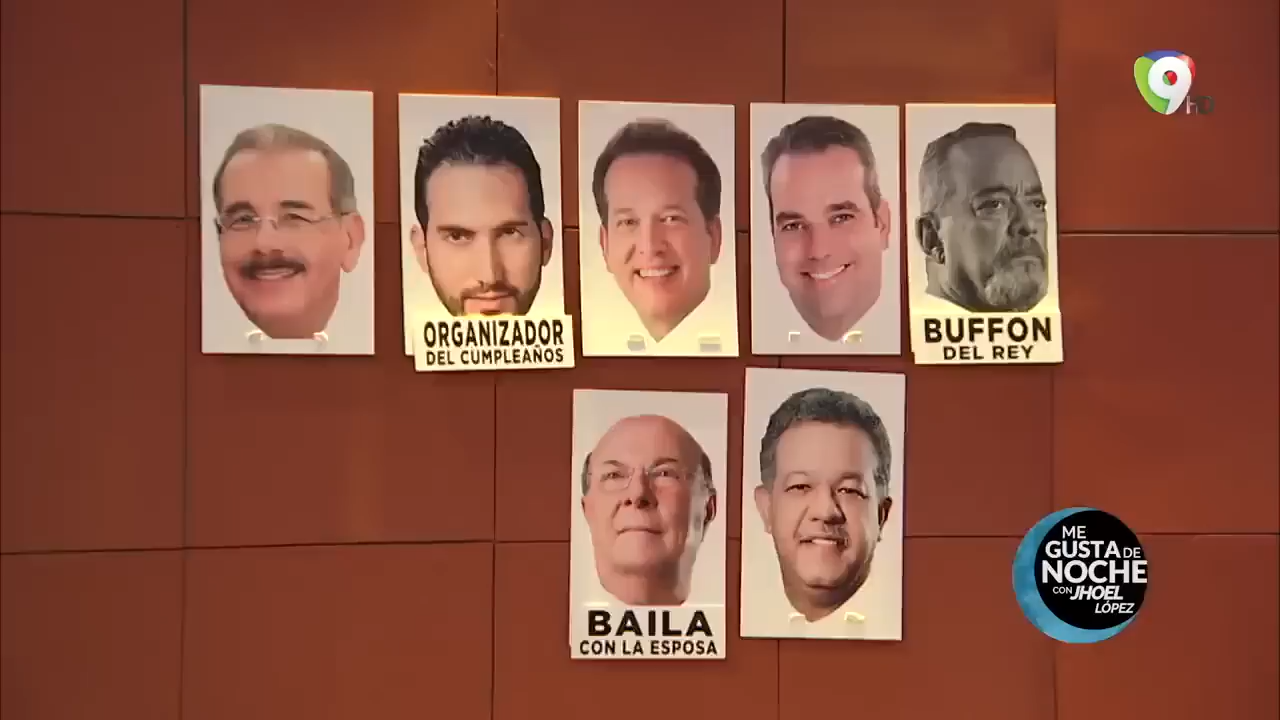 9
HD
ORGANIZADOR
DEL CUMPLEAÑOS
BUFFON
DEL REY
BAILA
CON LA ESPOSA
ME
GUSTA DE
NOCHE
CON JHOEL
LÓPEZ